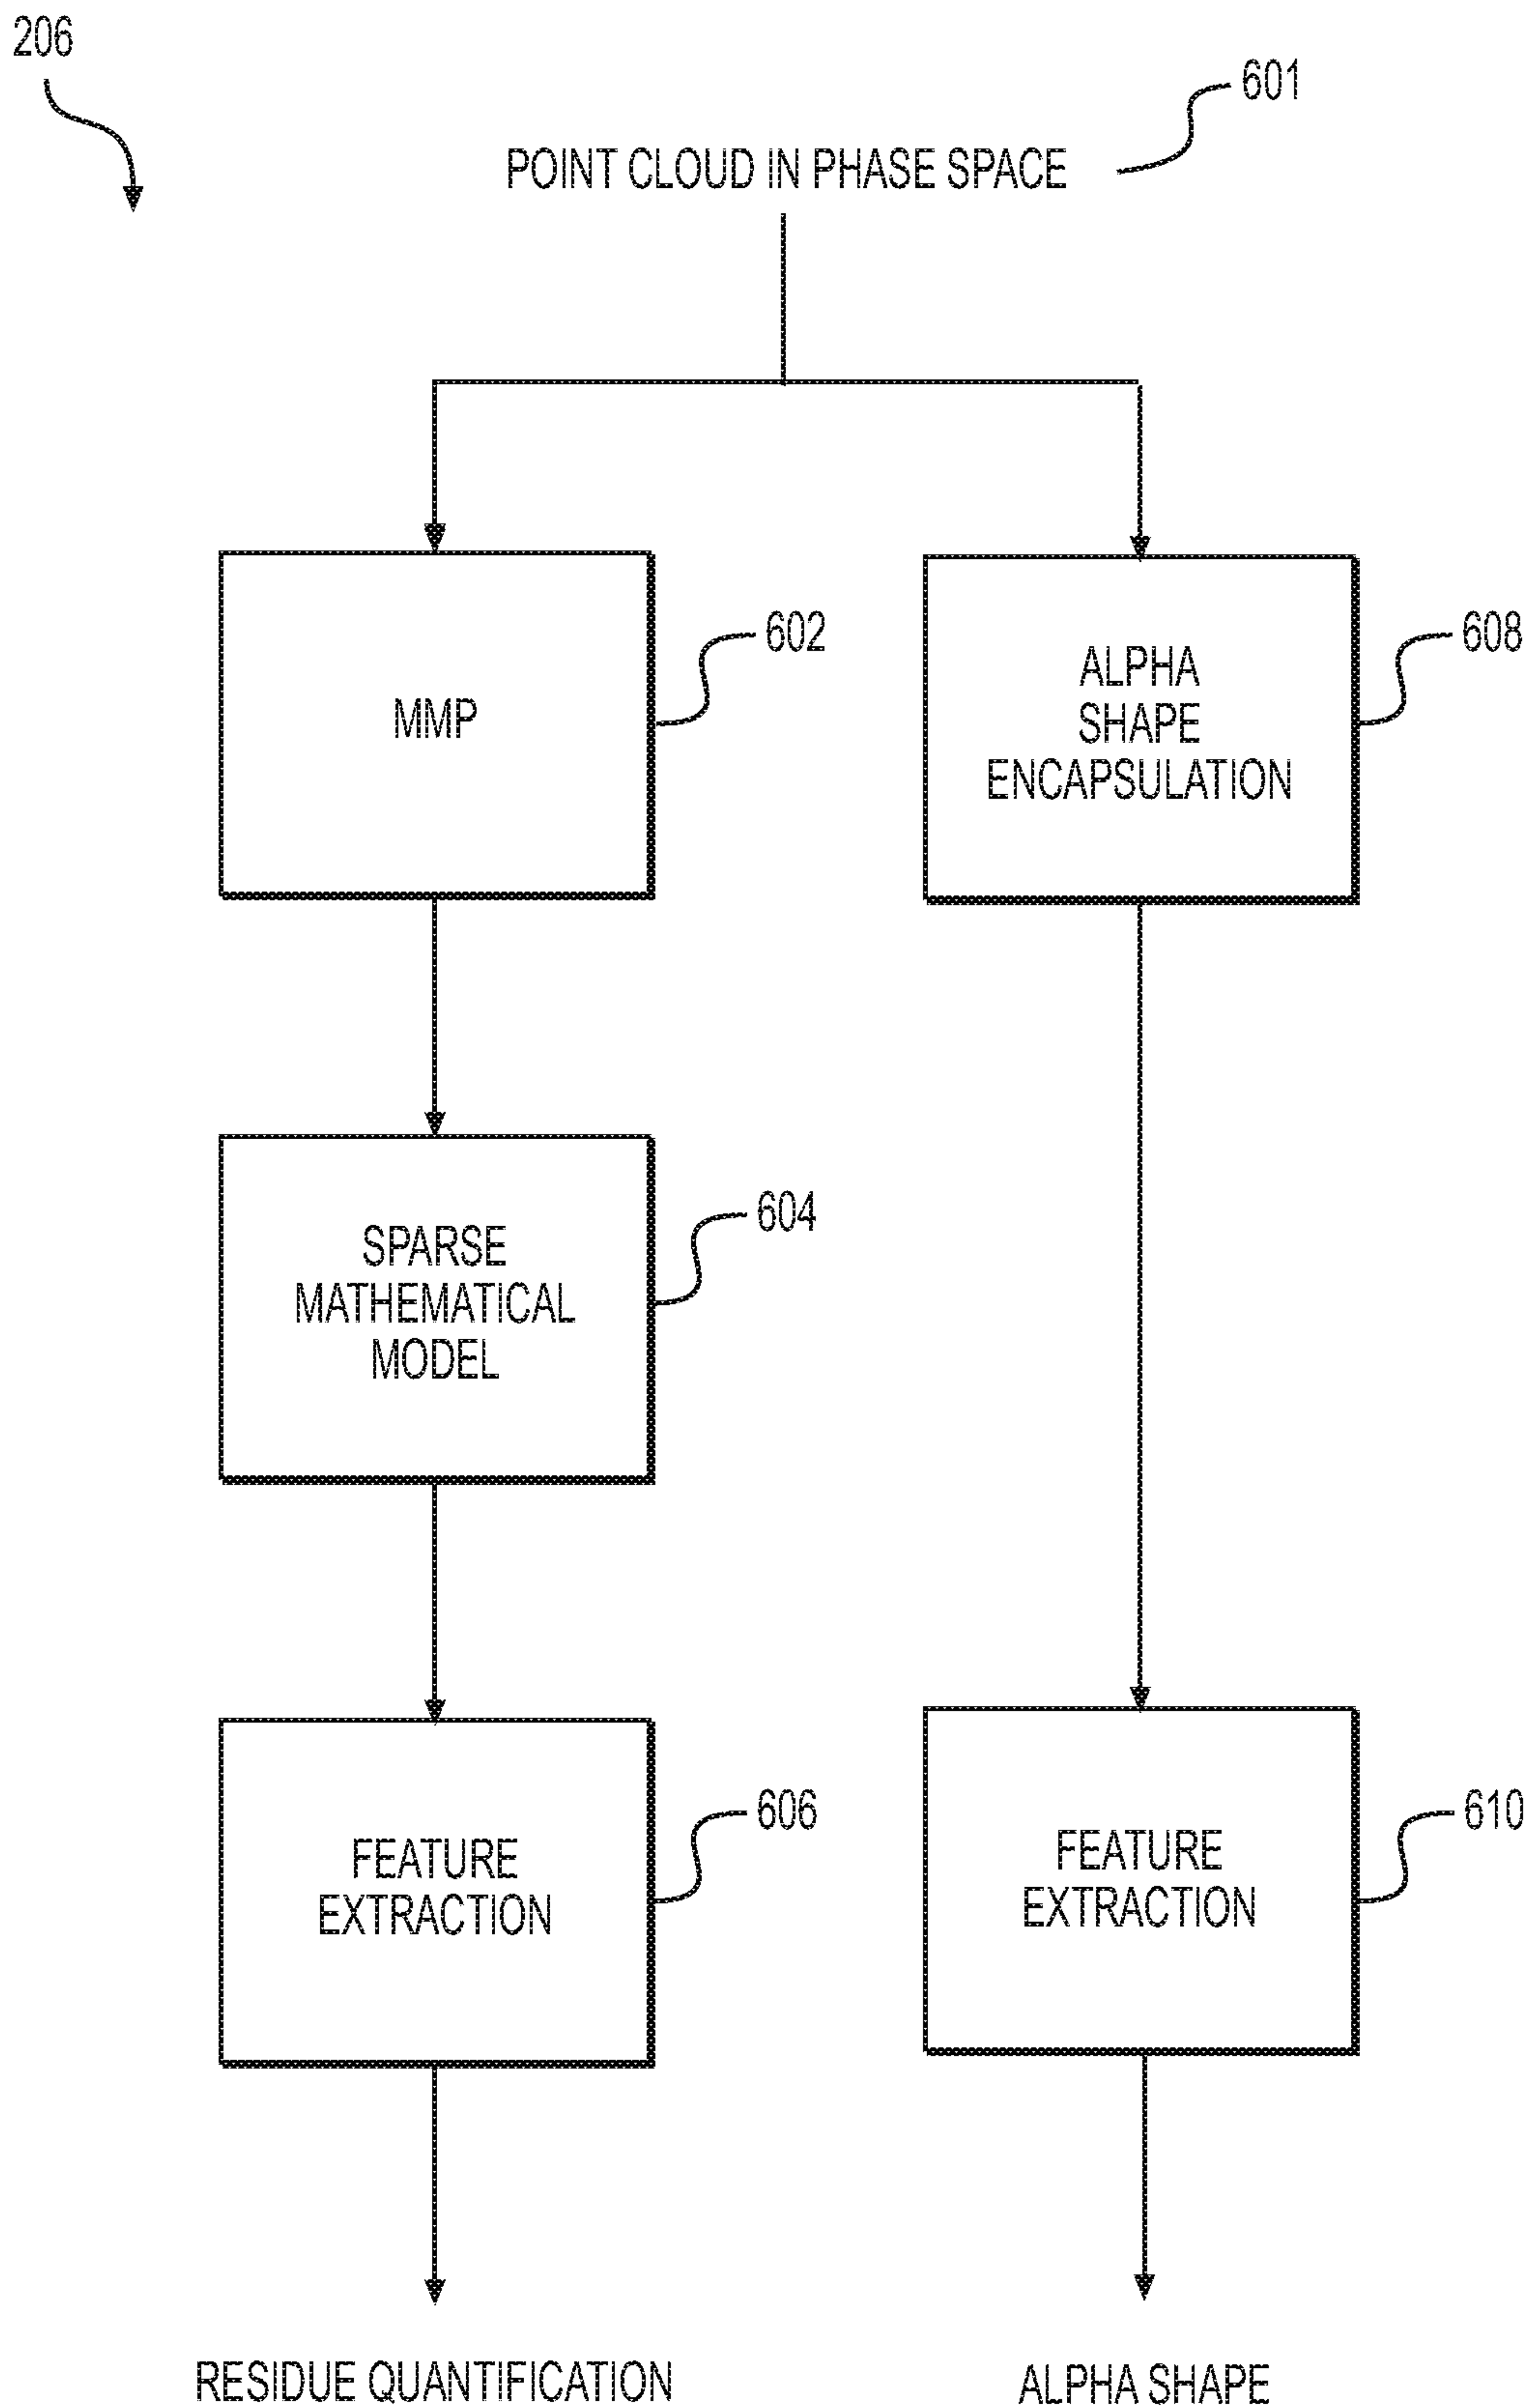 206
601
POINT CLOUD IN PHASE SPACE
602
MMP
608
ALPHA
SHAPE
ENCAPSULATION
604
SPARSE
MATHEMATICAL
MODEL
606
FEATURE
EXTRACTION
610
FEATURE
EXTRACTION
RESIDUE QUANTIFICATION
ALPHA SHAPE